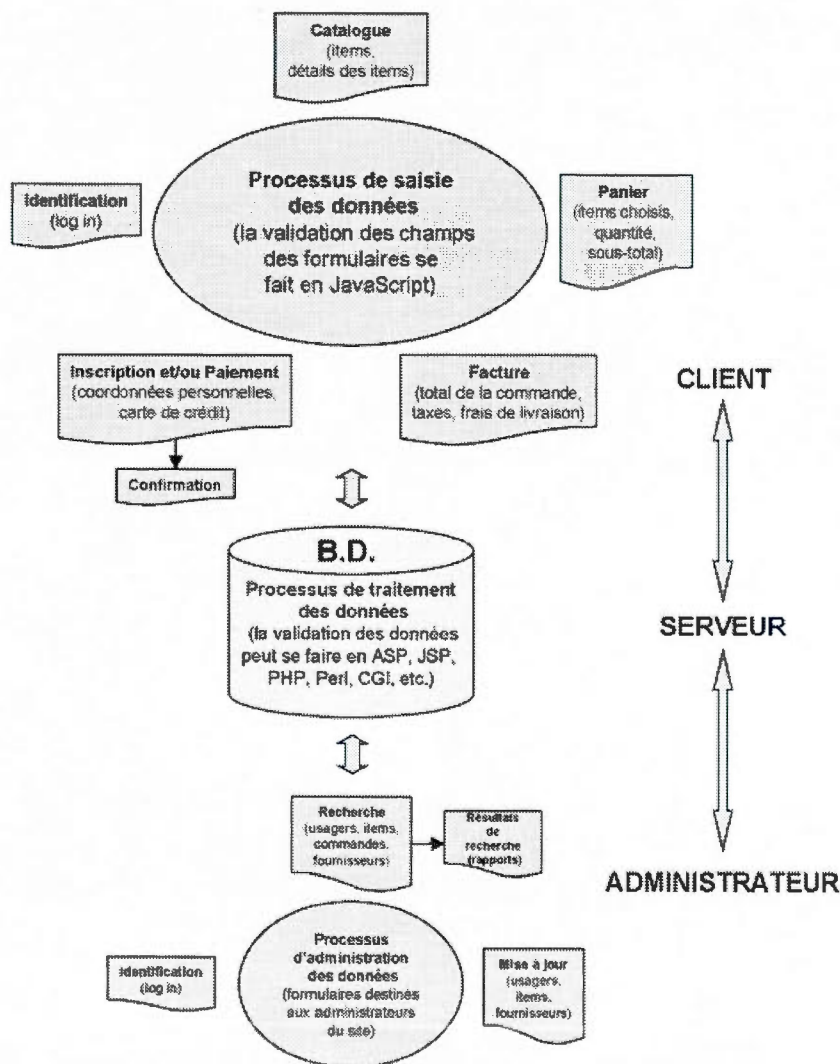 Catalogue
(items,
détails des items)
Processus de saisie
des données
(la validation des champs
des formulaires se
fait en JavaScript)
Identification
(log in)
Panier
(items choisis,
quantité,
sous-total)
Inscription et/ou Paiement
(coordonnées personnelles,
carte de crédit)
Confirmation
Facture
(total de la commande,
taxes, frais de livraison)
CLIENT
B.D.
Processus de traitement
des données
(la validation des données
peut se faire en ASP, JSP,
PHP, Perl, CGI, etc.)
SERVEUR
Recherche
(usagers, items,
commandes,
fournisseurs)
Résultats
de
recherche
(rapports)
ADMINISTRATEUR
Identification
(log in)
Processus
d'administration
des données
(formulaires destinés
aux administrateurs
du site)
Mise à jour
(usagers,
items,
fournisseurs)